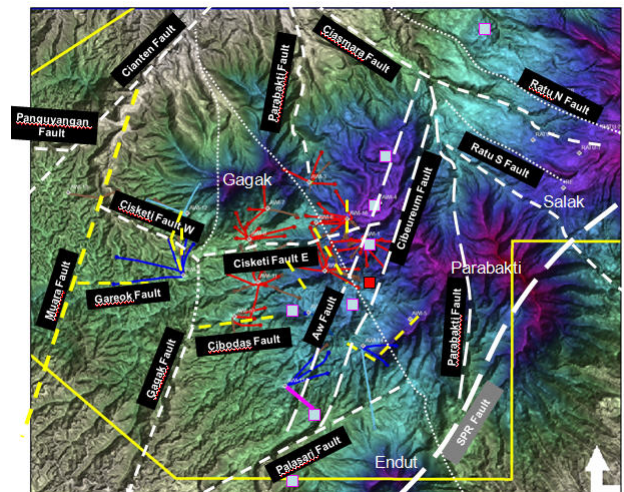 Ciasmara Fault
Cianten Fault
Parabakti Fault
Ratu N Fault
Panguyangan
Fault
Ratu S Fault
Gagak
Salak
Cisketi Fault W
Cibeureum Fault
Cisketi Fault E
Parabakti
Muara Fault
Gareok Fault
Aw Fault
Cibodas Fault
Parabakti Fault
Gagak Fault
SPR Fault
Palasari Fault
Endut